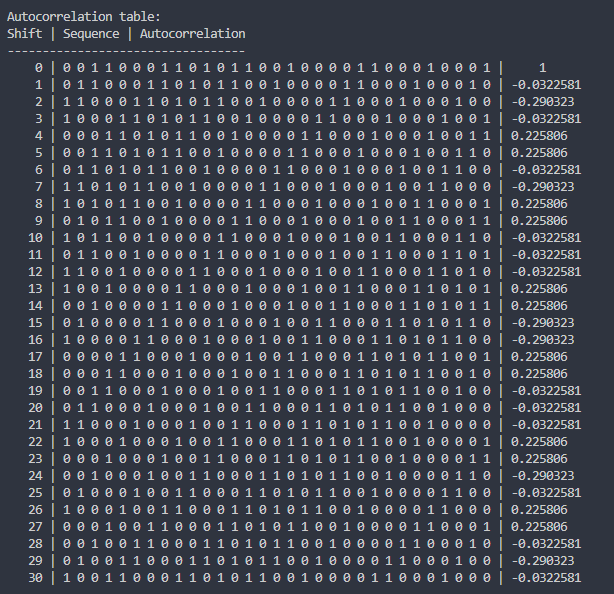 Autocorrelation table:
Shift | Sequence | Autocorrelation
----------------------------------
0 | 0 0 1 1 0 0 0 1 1 0 1 0 1 1 0 0 1 0 0 0 0 1 1 0 0 0 1 0 0 0 1 | 1
1 | 0 1 1 0 0 0 1 1 0 1 0 1 1 0 0 1 0 0 0 0 1 1 0 0 0 1 0 0 0 1 0 | -0.0322581
2 | 1 1 0 0 0 1 1 0 1 0 1 1 0 0 1 0 0 0 0 1 1 0 0 0 1 0 0 0 1 0 0 | -0.290323
3 | 1 0 0 0 1 1 0 1 0 1 1 0 0 1 0 0 0 0 1 1 0 0 0 1 0 0 0 1 0 0 1 | -0.0322581
4 | 0 0 0 1 1 0 1 0 1 1 0 0 1 0 0 0 0 1 1 0 0 0 1 0 0 0 1 0 0 1 1 | 0.225806
5 | 0 0 1 1 0 1 0 1 1 0 0 1 0 0 0 0 1 1 0 0 0 1 0 0 0 1 0 0 1 1 0 | 0.225806
6 | 0 1 1 0 1 0 1 1 0 0 1 0 0 0 0 1 1 0 0 0 1 0 0 0 1 0 0 1 1 0 0 | -0.0322581
7 | 1 1 0 1 0 1 1 0 0 1 0 0 0 0 1 1 0 0 0 1 0 0 0 1 0 0 1 1 0 0 0 | -0.290323
8 | 1 0 1 0 1 1 0 0 1 0 0 0 0 1 1 0 0 0 1 0 0 0 1 0 0 1 1 0 0 0 1 | 0.225806
9 | 0 1 0 1 1 0 0 1 0 0 0 0 1 1 0 0 0 1 0 0 0 1 0 0 1 1 0 0 0 1 1 | 0.225806
10 | 1 0 1 1 0 0 1 0 0 0 0 1 1 0 0 0 1 0 0 0 1 0 0 1 1 0 0 0 1 1 0 | -0.0322581
11 | 0 1 1 0 0 1 0 0 0 0 1 1 0 0 0 1 0 0 0 1 0 0 1 1 0 0 0 1 1 0 1 | -0.0322581
12 | 1 1 0 0 1 0 0 0 0 1 1 0 0 0 1 0 0 0 1 0 0 1 1 0 0 0 1 1 0 1 0 | -0.0322581
13 | 1 0 0 1 0 0 0 0 1 1 0 0 0 1 0 0 0 1 0 0 1 1 0 0 0 1 1 0 1 0 1 | 0.225806
14 | 0 0 1 0 0 0 0 1 1 0 0 0 1 0 0 0 1 0 0 1 1 0 0 0 1 1 0 1 0 1 1 | 0.225806
15 | 0 1 0 0 0 0 1 1 0 0 0 1 0 0 0 1 0 0 1 1 0 0 0 1 1 0 1 0 1 1 0 | -0.290323
16 | 1 0 0 0 0 1 1 0 0 0 1 0 0 0 1 0 0 1 1 0 0 0 1 1 0 1 0 1 1 0 0 | -0.290323
17 | 0 0 0 0 1 1 0 0 0 1 0 0 0 1 0 0 1 1 0 0 0 1 1 0 1 0 1 1 0 0 1 | 0.225806
18 | 0 0 0 1 1 0 0 0 1 0 0 0 1 0 0 1 1 0 0 0 1 1 0 1 0 1 1 0 0 1 0 | 0.225806
19 | 0 0 1 1 0 0 0 1 0 0 0 1 0 0 1 1 0 0 0 1 1 0 1 0 1 1 0 0 1 0 0 | -0.0322581
20 | 0 1 1 0 0 0 1 0 0 0 1 0 0 1 1 0 0 0 1 1 0 1 0 1 1 0 0 1 0 0 0 | -0.0322581
21 | 1 1 0 0 0 1 0 0 0 1 0 0 1 1 0 0 0 1 1 0 1 0 1 1 0 0 1 0 0 0 0 | -0.0322581
22 | 1 0 0 0 1 0 0 0 1 0 0 1 1 0 0 0 1 1 0 1 0 1 1 0 0 1 0 0 0 0 1 | 0.225806
23 | 0 0 0 1 0 0 0 1 0 0 1 1 0 0 0 1 1 0 1 0 1 1 0 0 1 0 0 0 0 1 1 | 0.225806
24 | 0 0 1 0 0 0 1 0 0 1 1 0 0 0 1 1 0 1 0 1 1 0 0 1 0 0 0 0 1 1 0 | -0.290323
25 | 0 1 0 0 0 1 0 0 1 1 0 0 0 1 1 0 1 0 1 1 0 0 1 0 0 0 0 1 1 0 0 | -0.0322581
26 | 1 0 0 0 1 0 0 1 1 0 0 0 1 1 0 1 0 1 1 0 0 1 0 0 0 0 1 1 0 0 0 | 0.225806
27 | 0 0 0 1 0 0 1 1 0 0 0 1 1 0 1 0 1 1 0 0 1 0 0 0 0 1 1 0 0 0 1 | 0.225806
28 | 0 0 1 0 0 1 1 0 0 0 1 1 0 1 0 1 1 0 0 1 0 0 0 0 1 1 0 0 0 1 0 | -0.0322581
29 | 0 1 0 0 1 1 0 0 0 1 1 0 1 0 1 1 0 0 1 0 0 0 0 1 1 0 0 0 1 0 0 | -0.290323
30 | 1 0 0 1 1 0 0 0 1 1 0 1 0 1 1 0 0 1 0 0 0 0 1 1 0 0 0 1 0 0 0 | -0.0322581